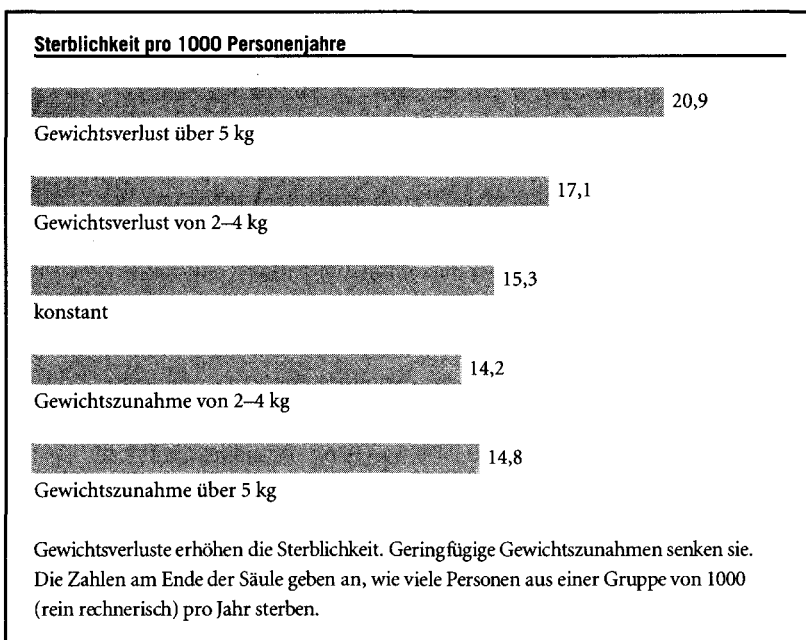 Sterblichkeit pro 1000 Personenjahre
20,9
Gewichtsverlust über 5 kg
17,1
Gewichtsverlust von 2–4 kg
15,3
konstant
14,2
Gewichtszunahme von 2–4 kg
14,8
Gewichtszunahme über 5 kg
Gewichtsverluste erhöhen die Sterblichkeit. Geringfügige Gewichtszunahmen senken sie.
Die Zahlen am Ende der Säule geben an, wie viele Personen aus einer Gruppe von 1000
(rein rechnerisch) pro Jahr sterben.